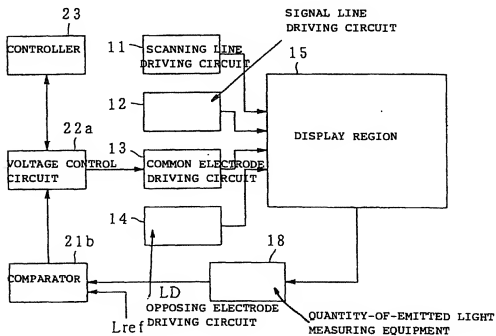 23
CONTROLLER
11
SCANNING LINE
DRIVING CIRCUIT
SIGNAL LINE
DRIVING CIRCUIT
15
12
DISPLAY REGION
22a
VOLTAGE CONTROL
CIRCUIT
13
COMMON ELECTRODE
DRIVING CIRCUIT
14
21b
COMPARATOR
18
LD
OPPOSING ELECTRODE
DRIVING CIRCUIT
Lref
QUANTITY-OF-EMITTED LIGHT
MEASURING EQUIPMENT